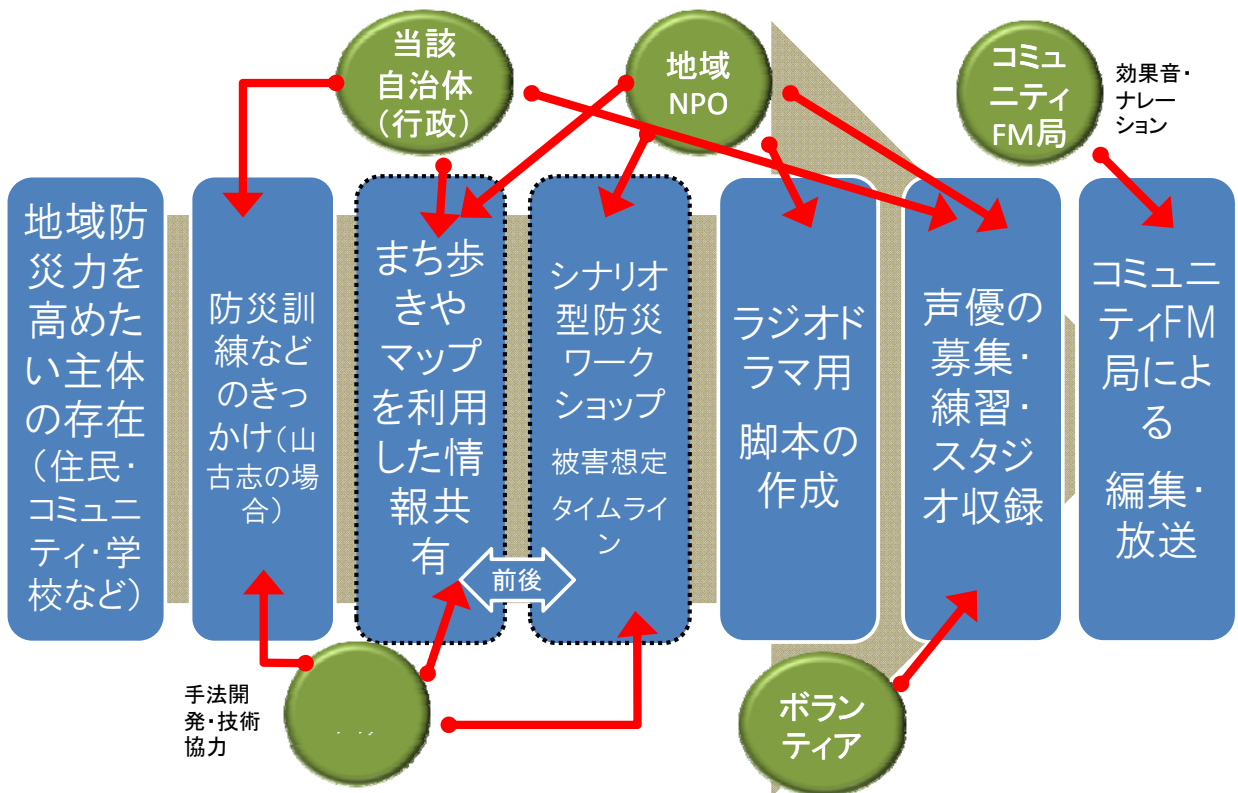 当該
自治体
(行政)
地域
NPO
コミュ
ニティ
FM局
効果音・
ナレー
ション
地域防
災力を
高めた
い主体
の存在
(住民・
コミュニ
ティ・学
校など)
防災訓
練など
のきっ
かけ(山
古志の場
合)
まち歩
きや
マップ
を利用
した情
報共
有
シナリオ
型防災
ワーク
ショップ
被害想定
タイムライ
ン
前後
ラジオド
ラマ用
脚本の
作成
声優の
募集・
練習・
スタジ
オ収録
コミュニ
ティFM
局によ
る
編集・
放送
手法開
発・技術
協力
ボラン
ティア